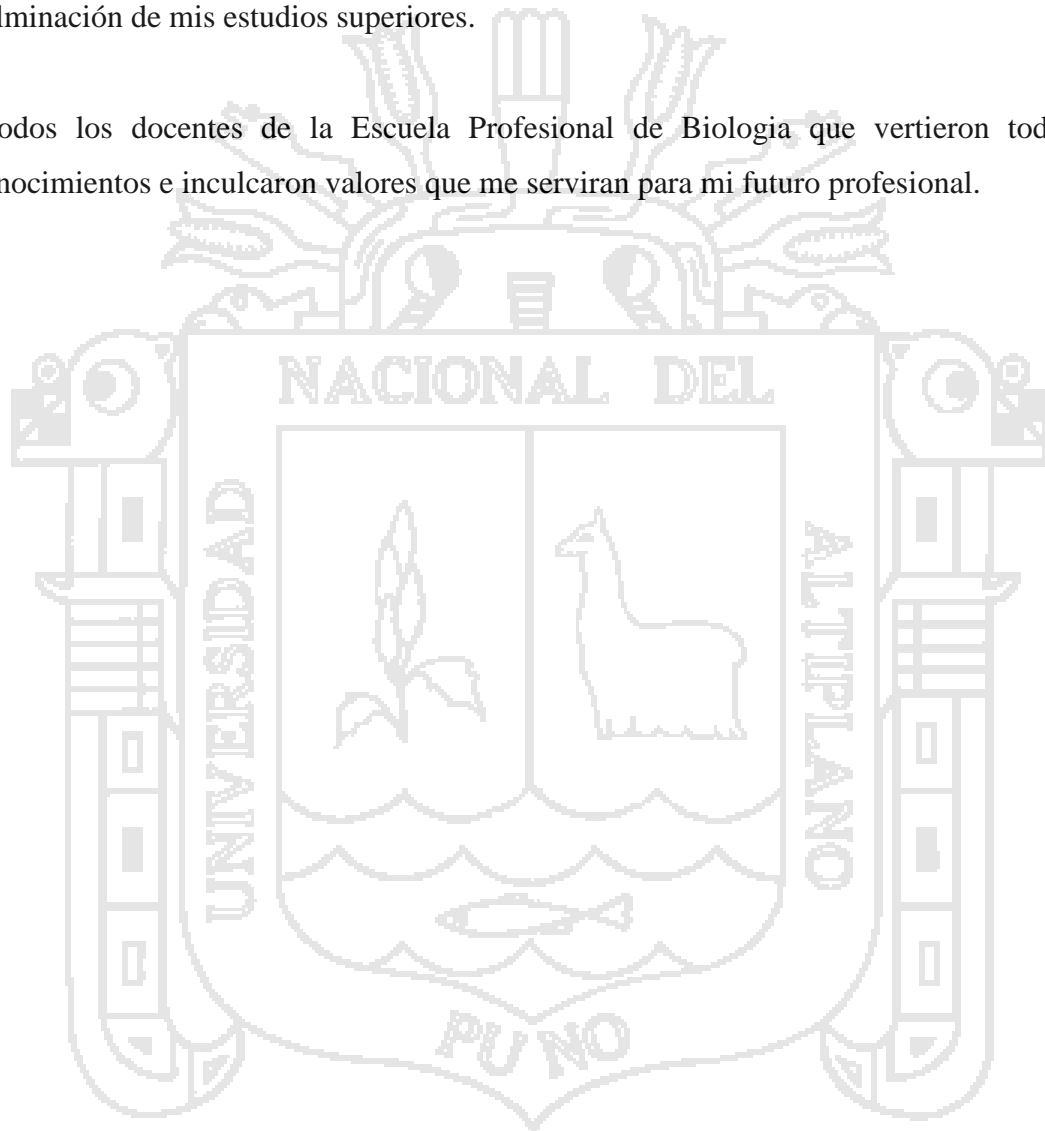 lminación de mis estudios superiores.
odos los docentes de la Escuela Profesional de Biologia que vertieron tod
nocimientos e inculcaron valores que me serviran para mi futuro profesional.
NACIONAL DEL
UNIVERSIDAD
ALTIPLANO
PUNO